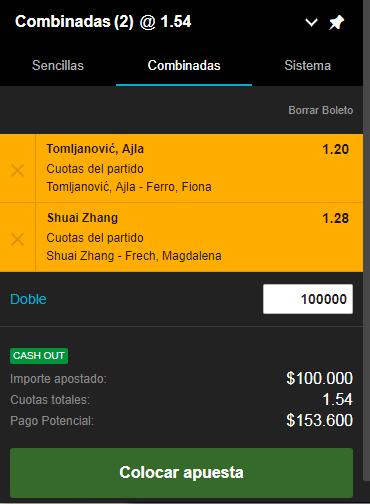 Combinadas (2) @ 1.54
Sencillas Combinadas Sistema
Borrar Boleto
Tomljanović, Ajla 1.20
Cuotas del partido
Tomljanović, Ajla - Ferro, Fiona
Shuai Zhang 1.28
Cuotas del partido
Shuai Zhang - Frech, Magdalena
Doble 100000
CASH OUT
Importe apostado: $100.000
Cuotas totales: 1.54
Pago Potencial: $153.600
Colocar apuesta